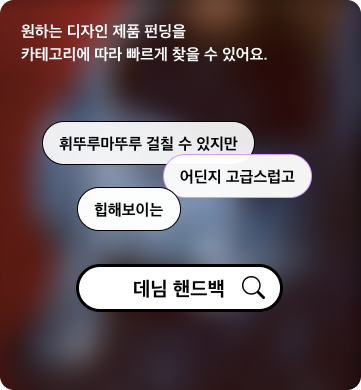 원하는 디자인 제품 펀딩을
카테고리에 따라 빠르게 찾을 수 있어요.
휘뚜루마뚜루 걸칠 수 있지만
어딘지 고급스럽고
힙해보이는
데님 핸드백